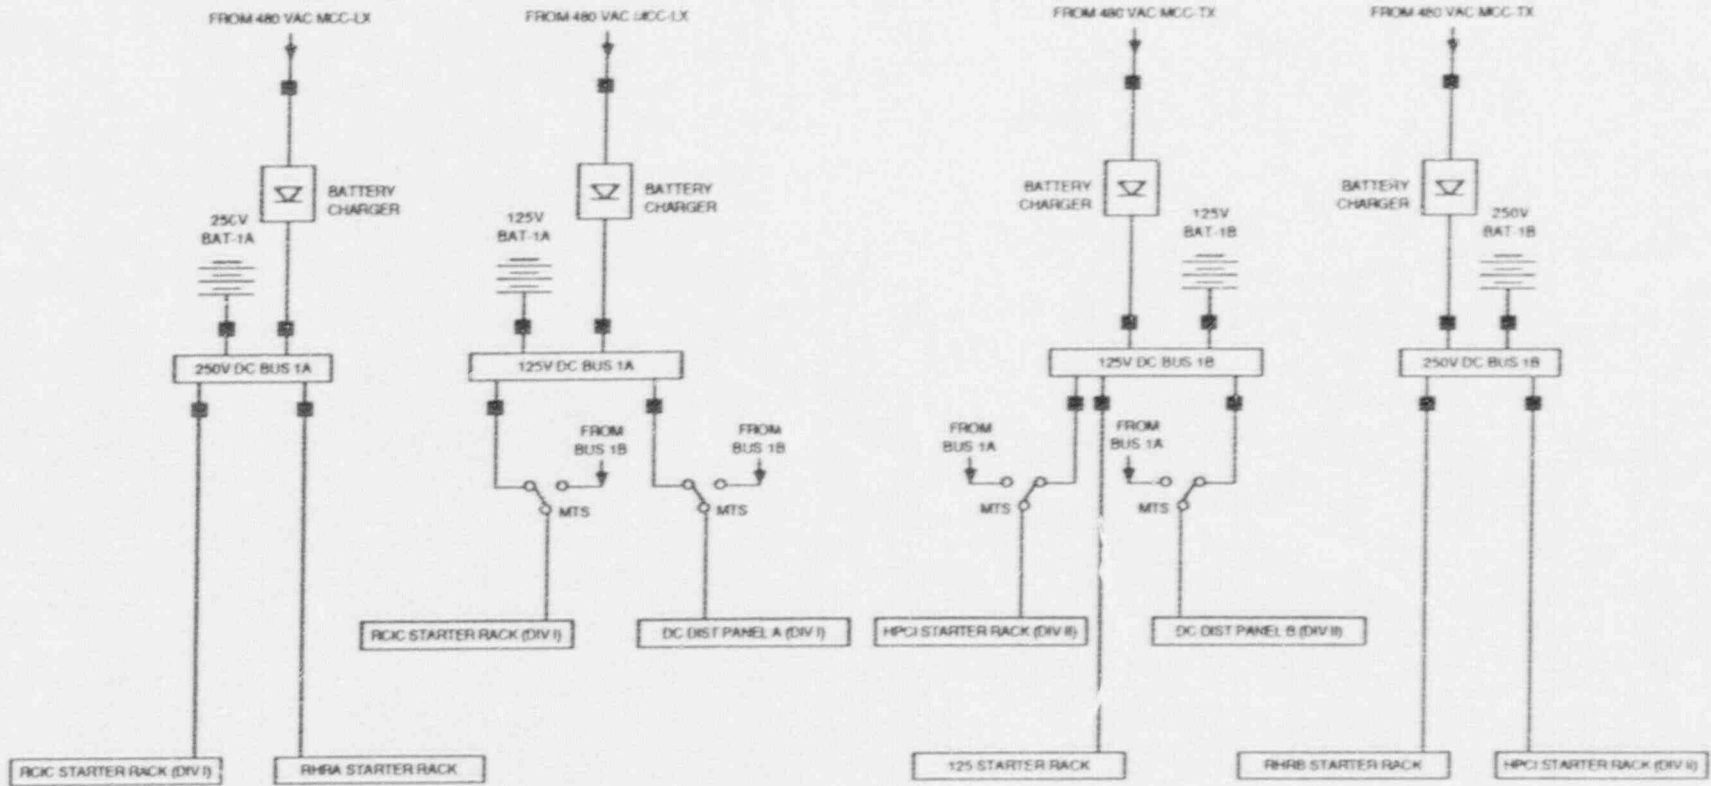 FROM 480 VAC MCC-LX
FROM 480 VAC MCC-LX
FROM 480 VAC MCC-TX
FROM 480 VAC MCC-TX
BATTERY
CHARGER
BATTERY
CHARGER
BATTERY
CHARGER
BATTERY
CHARGER
250V
BAT-1A
125V
BAT-1A
125V
BAT-1B
250V
BAT-1B
250V DC BUS 1A
125V DC BUS 1A
125V DC BUS 1B
250V DC BUS 1B
FROM
BUS 1B
FROM
BUS 1B
FROM
BUS 1A
FROM
BUS 1A
MTS
MTS
MTS
MTS
RCIC STARTER RACK (DIV I)
DC DIST PANEL A (DIV I)
HPCI STARTER RACK (DIV II)
DC DIST PANEL B (DIV II)
RCIC STARTER RACK (DIV I)
RHRA STARTER RACK
125 STARTER RACK
RHRB STARTER RACK
HPCI STARTER RACK (DIV II)